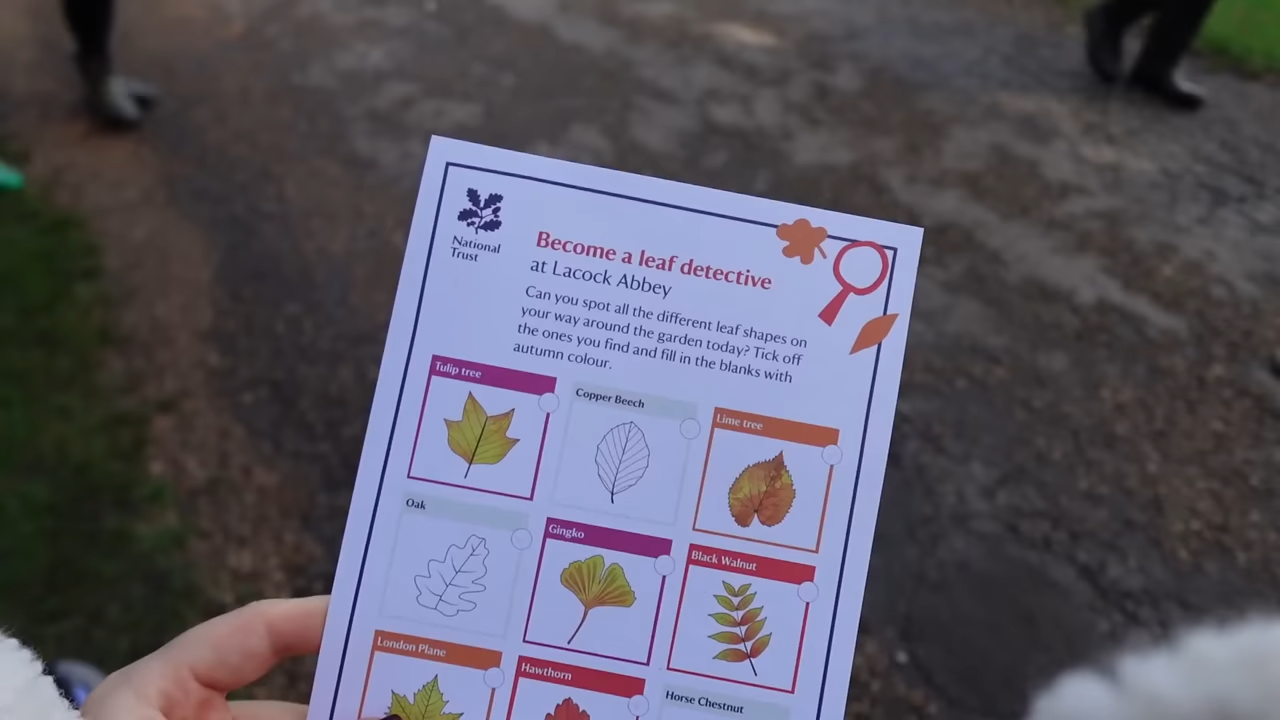 National
Trust
Become a leaf detective
at Lacock Abbey
Can you spot all the different leaf shapes on
your way around the garden today? Tick off
the ones you find and fill in the blanks with
autumn colour.
Tulip tree
Copper Beech
Lime tree
Oak
Gingko
Black Walnut
London Plane
Hawthorn
Horse Chestnut